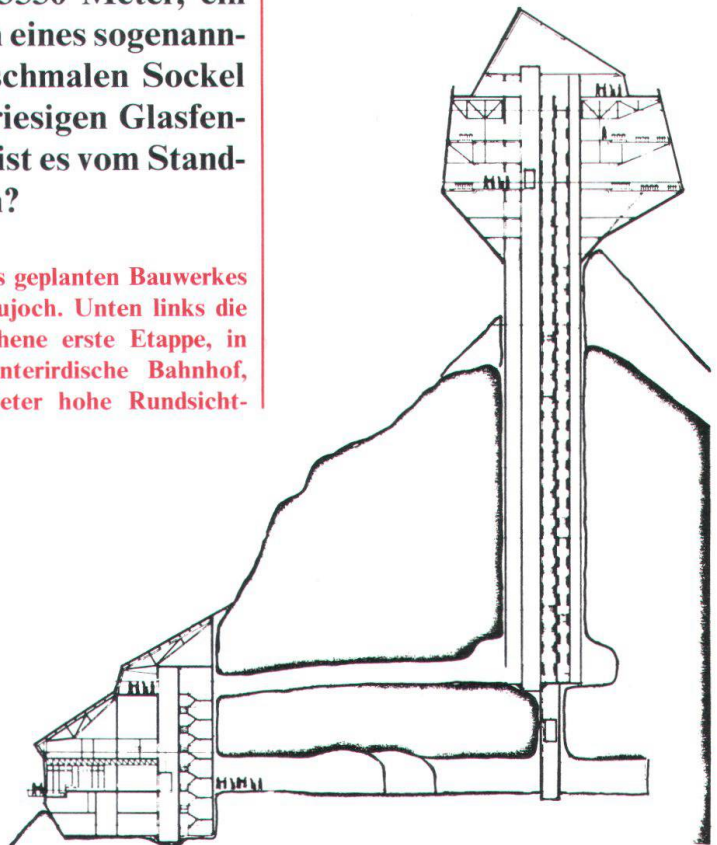 3550 Meter, ein
eines sogenann-
schmalen Sockel
riesigen Glasfen-
ist es vom Stand-
?
geplanten Bauwerkes
ujoch. Unten links die
hene erste Etappe, in
nterirdische Bahnhof,
eter hohe Rundsicht-